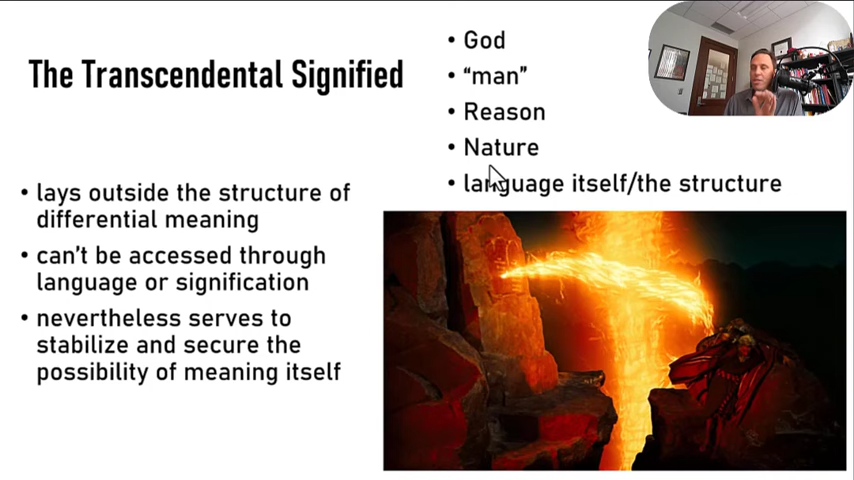 The Transcendental Signified
• lays outside the structure of
differential meaning
• can't be accessed through
language or signification
• nevertheless serves to
stabilize and secure the
possibility of meaning itself
• God
• “man”
• Reason
• Nature
• language itself/the structure